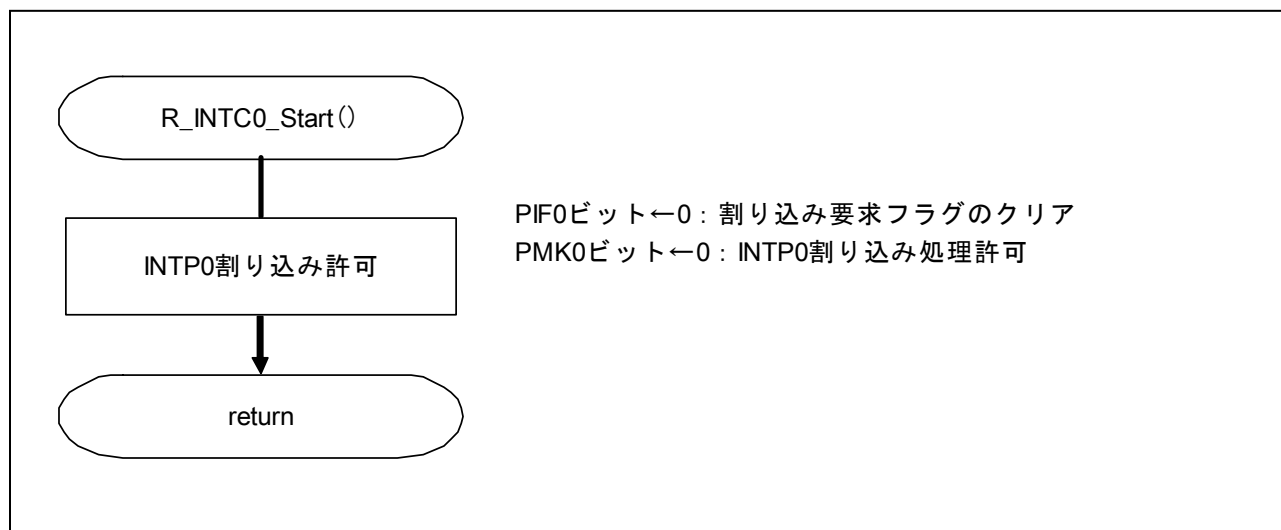 R_INTC0_Start()
PIF0ビット←0：割り込み要求フラグのクリア
PMK0ビット←0：INTP0割り込み処理許可
INTP0割り込み許可
return